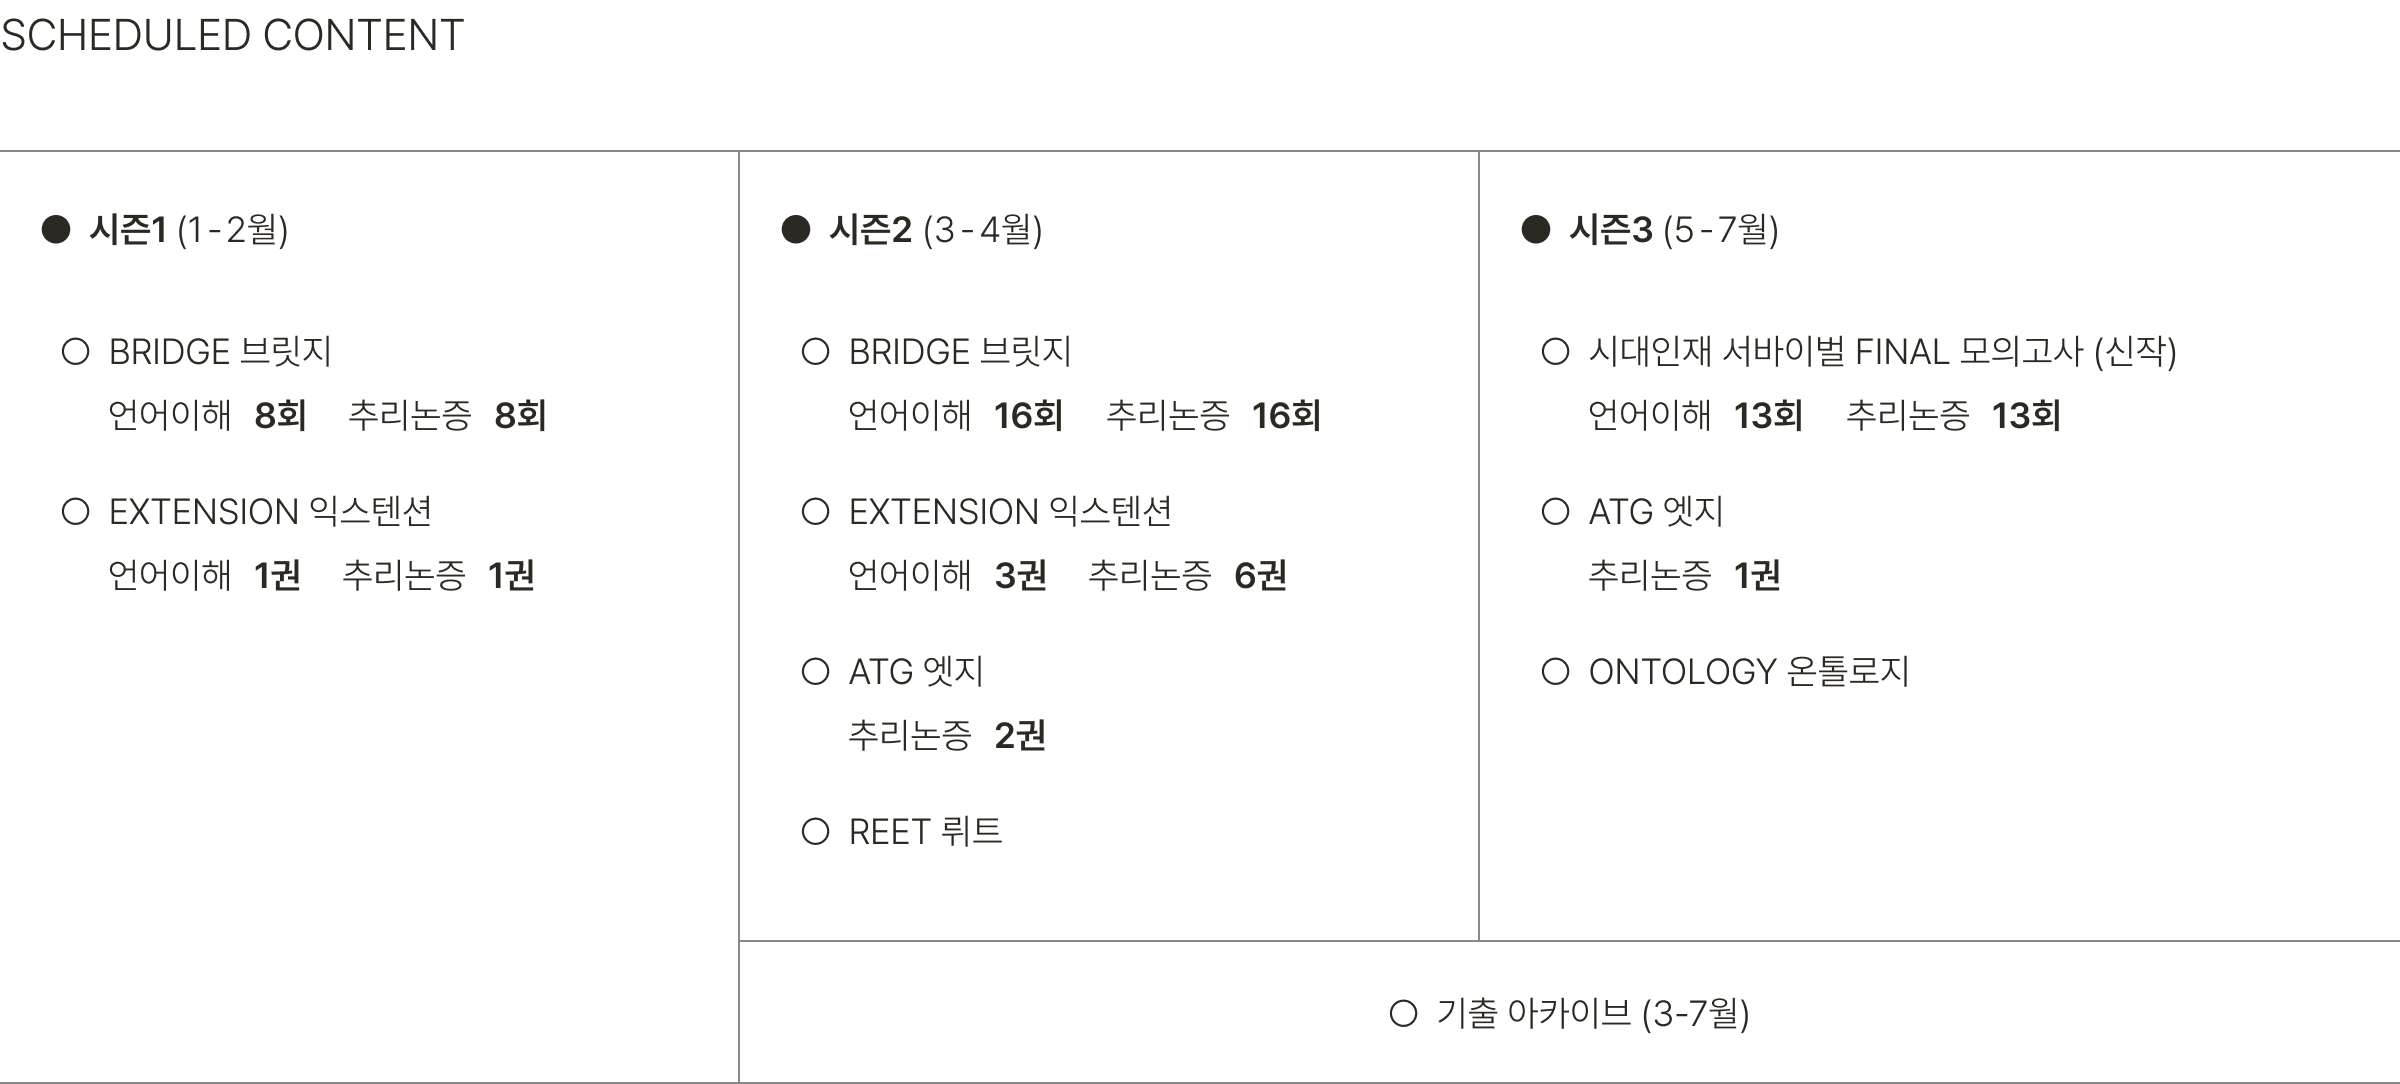 SCHEDULED CONTENT
● 시즌1 (1-2월)
○ BRIDGE 브릿지
언어이해 8회 추리논증 8회
○ EXTENSION 익스텐션
언어이해 1권 추리논증 1권
● 시즌2 (3-4월)
○ BRIDGE 브릿지
언어이해 16회 추리논증 16회
○ EXTENSION 익스텐션
언어이해 3권 추리논증 6권
○ ATG 엣지
추리논증 2권
○ REET 뤼트
● 시즌3 (5-7월)
○ 시대인재 서바이벌 FINAL 모의고사 (신작)
언어이해 13회 추리논증 13회
○ ATG 엣지
추리논증 1권
○ ONTOLOGY 온톨로지
○ 기출 아카이브 (3-7월)